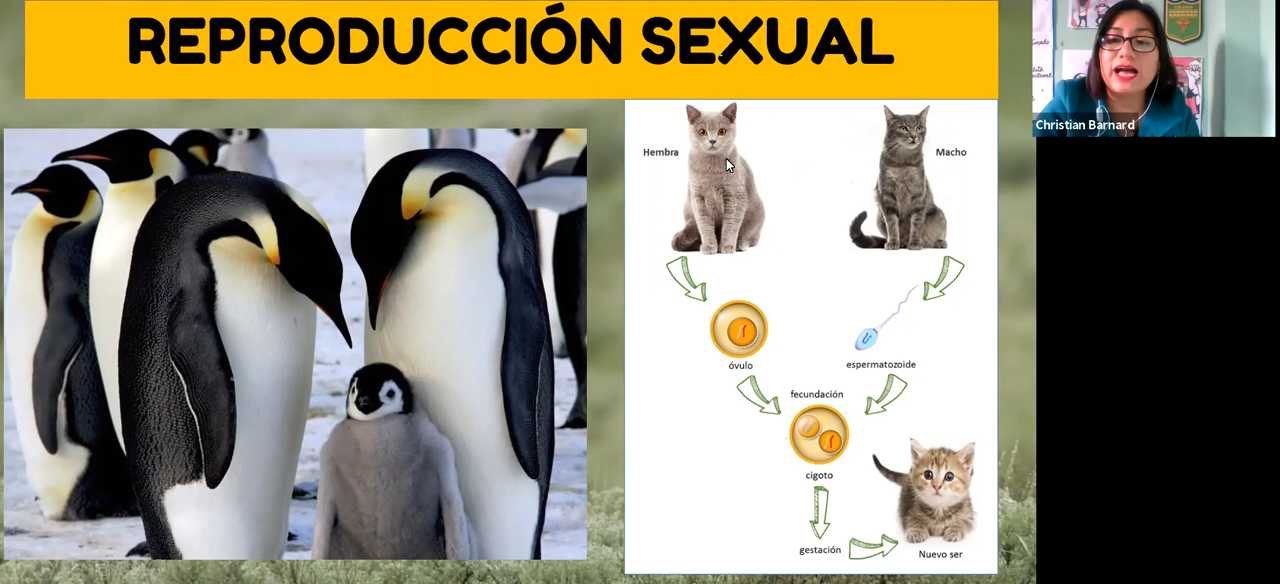 REPRODUCCIÓN SEXUAL
Christian Barnard
Hembra
Macho
óvulo
espermatozoide
fecundación
cigoto
gestación
Nuevo ser